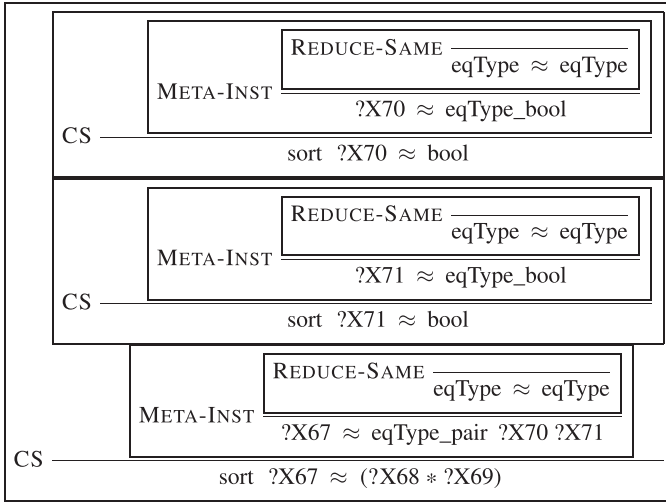 REDUCE-SAME
eqType ≈ eqType
META-INST
?X70 ≈ eqType_bool
CS
sort ?X70 ≈ bool
REDUCE-SAME
eqType ≈ eqType
META-INST
?X71 ≈ eqType_bool
CS
sort ?X71 ≈ bool
REDUCE-SAME
eqType ≈ eqType
META-INST
?X67 ≈ eqType_pair ?X70 ?X71
CS
sort ?X67 ≈ (?X68 * ?X69)